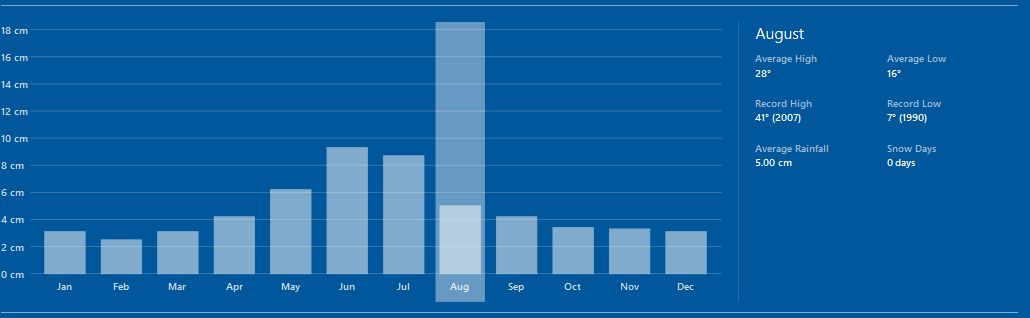 18 cm
16 cm
14 cm
12 cm
10 cm
8 cm
6 cm
4 cm
2 cm
0 cm
Jan Feb Mar Apr May Jun Jul Aug Sep Oct Nov Dec
August
Average High Average Low
28° 16°
Record High Record Low
41° (2007) 7° (1990)
Average Rainfall Snow Days
5.00 cm 0 days